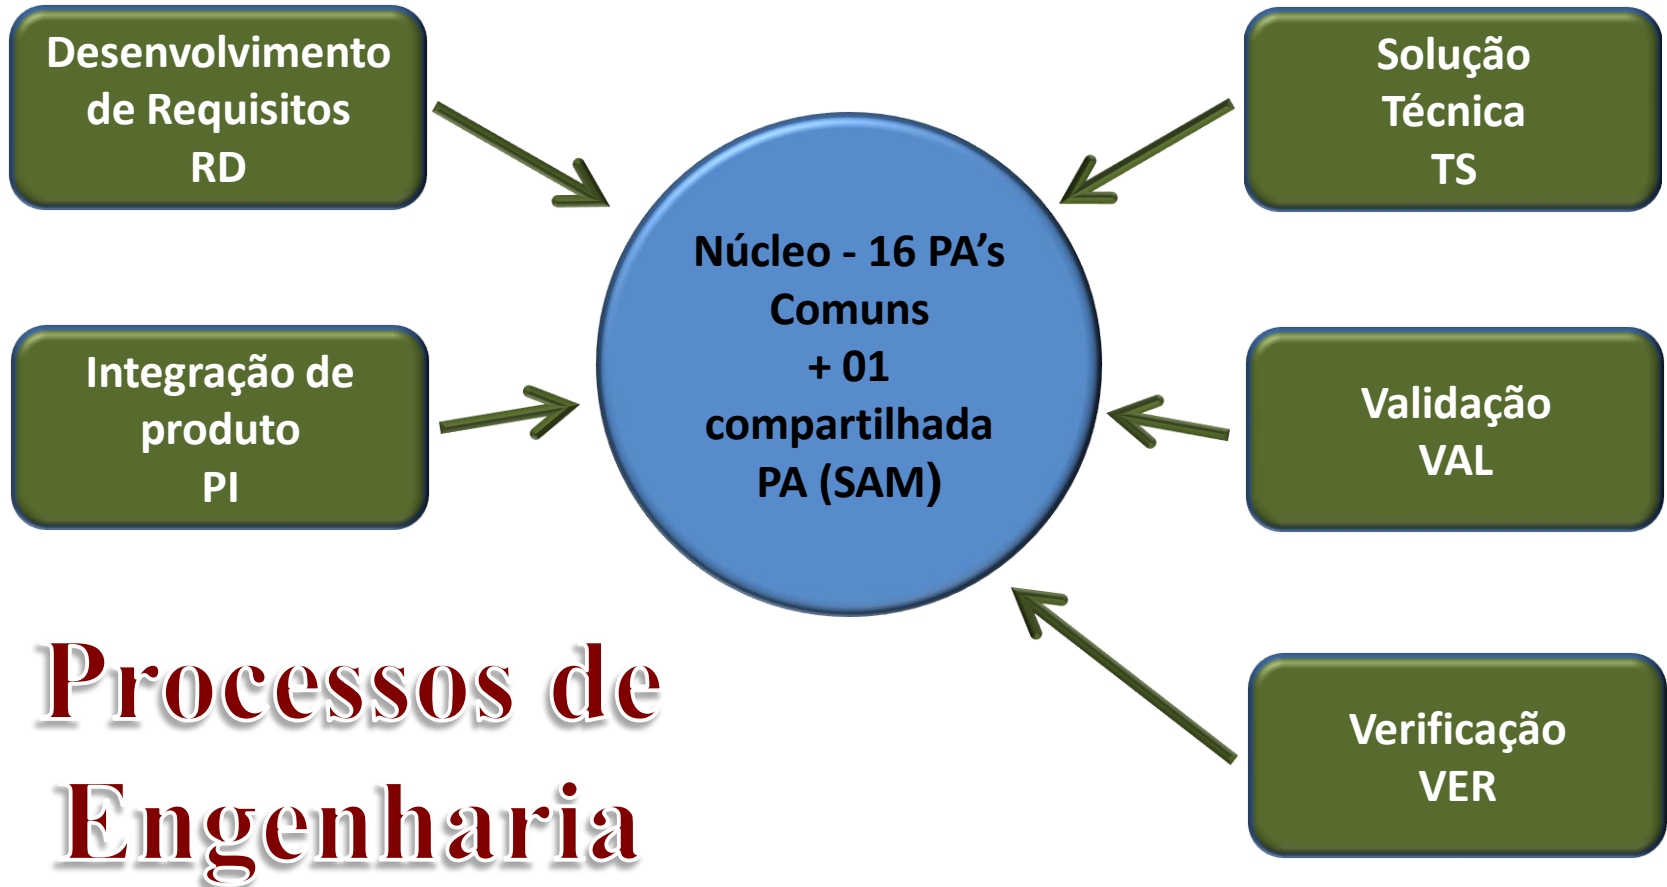 Desenvolvimento
de Requisitos
RD
Solução
Técnica
TS
Núcleo - 16 PA’s
Comuns
+ 01
compartilhada
PA (SAM)
Integração de
produto
PI
Validação
VAL
Processos de
Engenharia
Verificação
VER